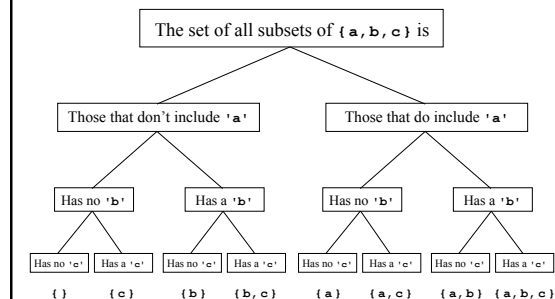 The set of all subsets of {a,b,c} is
Those that don't include 'a'
Those that do include 'a'
Has no 'b'
Has a 'b'
Has no 'b'
Has a 'b'
Has no 'c'
Has a 'c'
Has no 'c'
Has a 'c'
Has no 'c'
Has a 'c'
Has no 'c'
Has a 'c'
{}
{c}
{b}
{b,c}
{a}
{a,c}
{a,b}
{a,b,c}